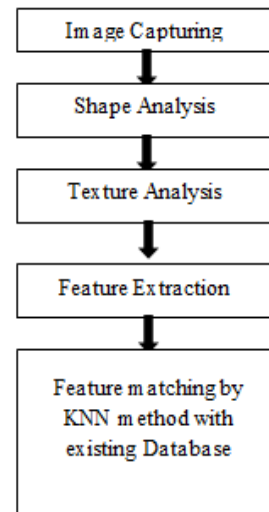 Image Capturing
Shape Analysis
Texture Analysis
Feature Extraction
Feature matching by
KNN method with
existing Database